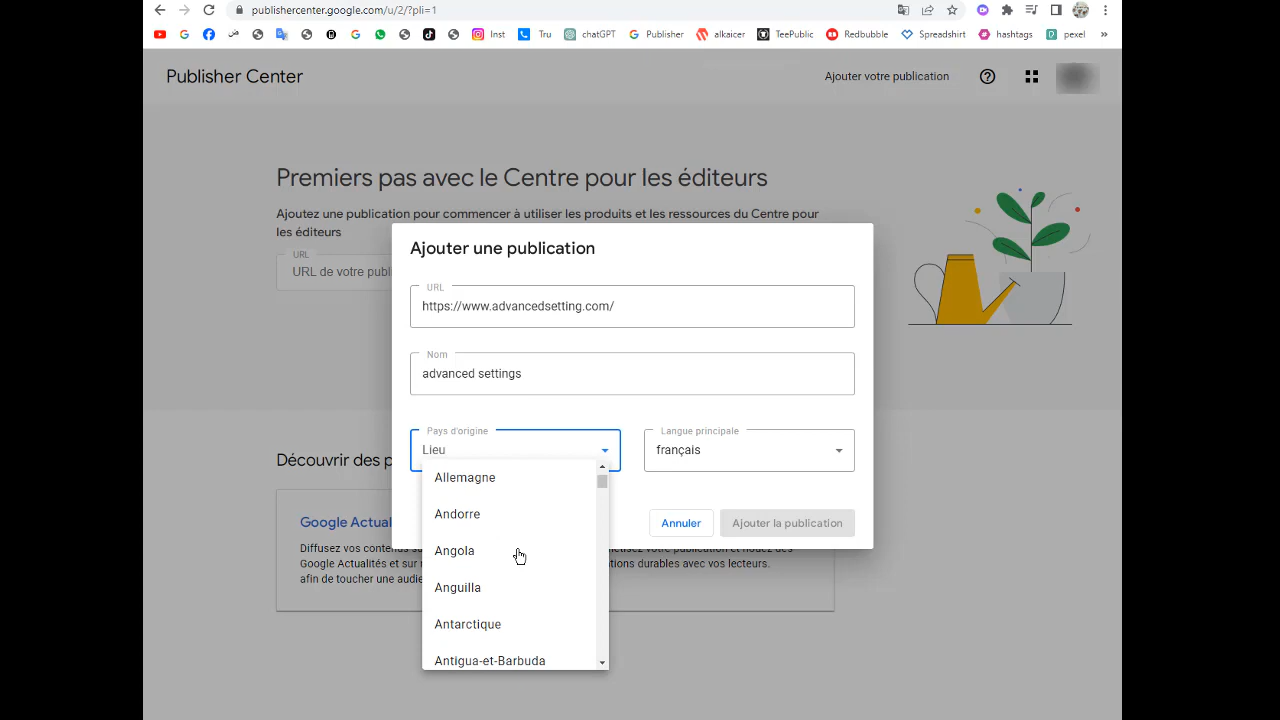 publishercenter.google.com/u/2/?pli=1
Inst
Tru
chatGPT
Publisher
alkaicer
TeePublic
Redbubble
Spreadshirt
hashtags
pexel
»
Publisher Center
Ajouter votre publication
Premiers pas avec le Centre pour les éditeurs
Ajoutez une publication pour commencer à utiliser les produits et les ressources du Centre pour
les éditeurs
URL
URL de votre publi
Ajouter une publication
URL
https://www.advancedsetting.com/
Nom
advanced settings
Pays d'origine
Lieu
Langue principale
français
Allemagne
Andorre
Angola
Anguilla
Antarctique
Antigua-et-Barbuda
Annuler
Ajouter la publication
Découvrir des p
Google Actual
Diffusez vos contenus su
Google Actualités et sur
afin de toucher une audie
votre publication et nouez des
tions durables avec vos lecteurs.